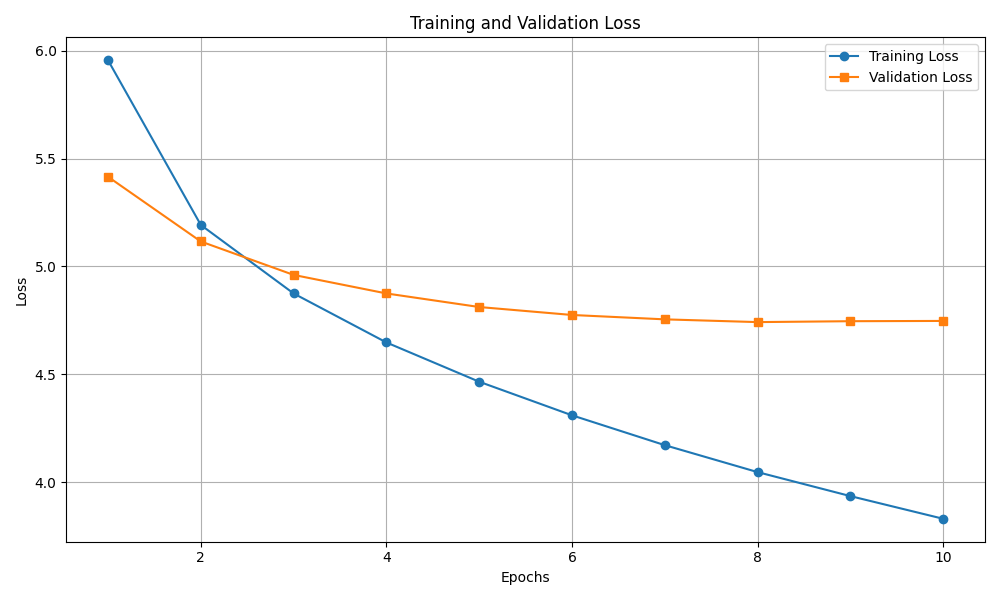 Training and Validation Loss
Training Loss
Validation Loss
6.0
5.5
5.0
4.5
4.0
Loss
2 4 6 8 10
Epochs